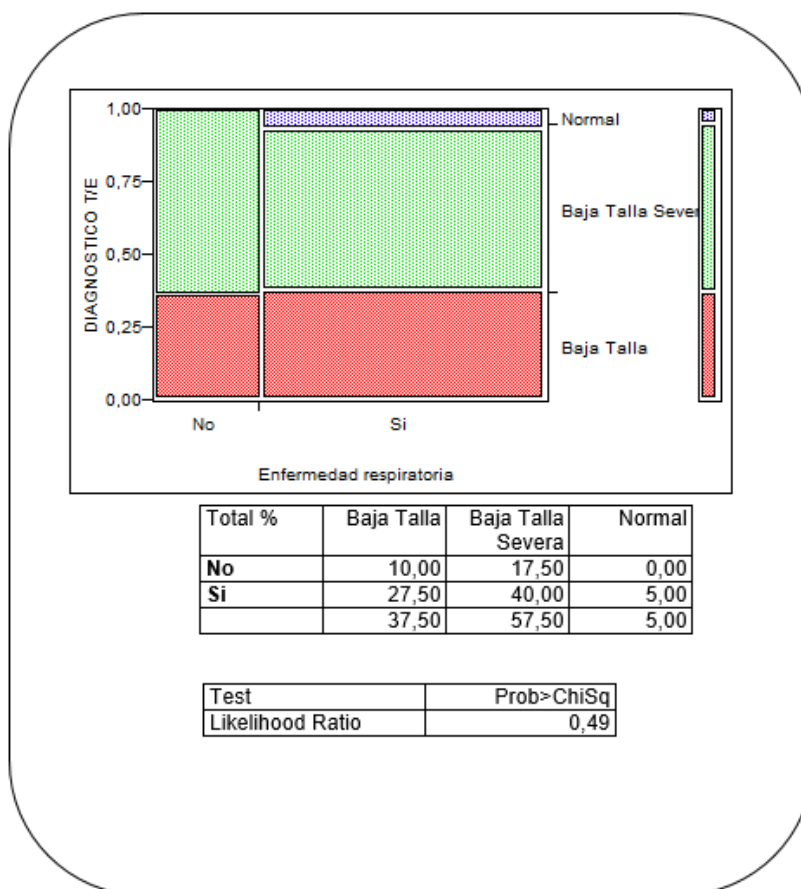 1,00
0,75
0,50
0,25
0,00
DIAGNOSTICO T/E
Normal
Baja Talla Sever
Baja Talla
No Si
Enfermedad respiratoria
Total % Baja Talla Baja Talla Severa Normal
No 10,00 17,50 0,00
Si 27,50 40,00 5,00
37,50 57,50 5,00
Test Prob>ChiSq
Likelihood Ratio 0,49